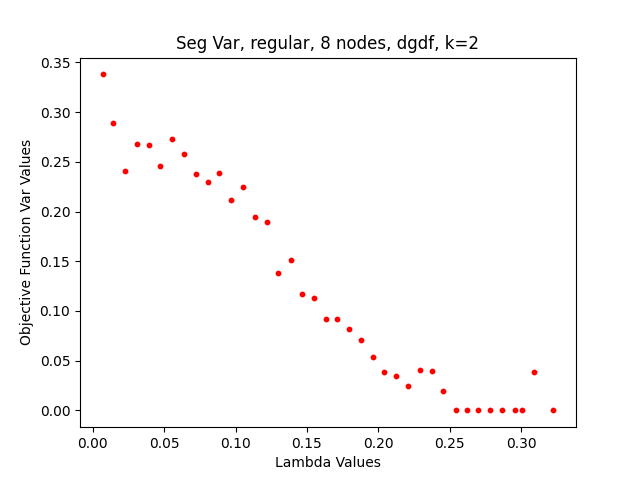 Seg Var, regular, 8 nodes, dgdf, k=2
Objective Function Var Values
0.35
0.30
0.25
0.20
0.15
0.10
0.05
0.00
0.00 0.05 0.10 0.15 0.20 0.25 0.30
Lambda Values